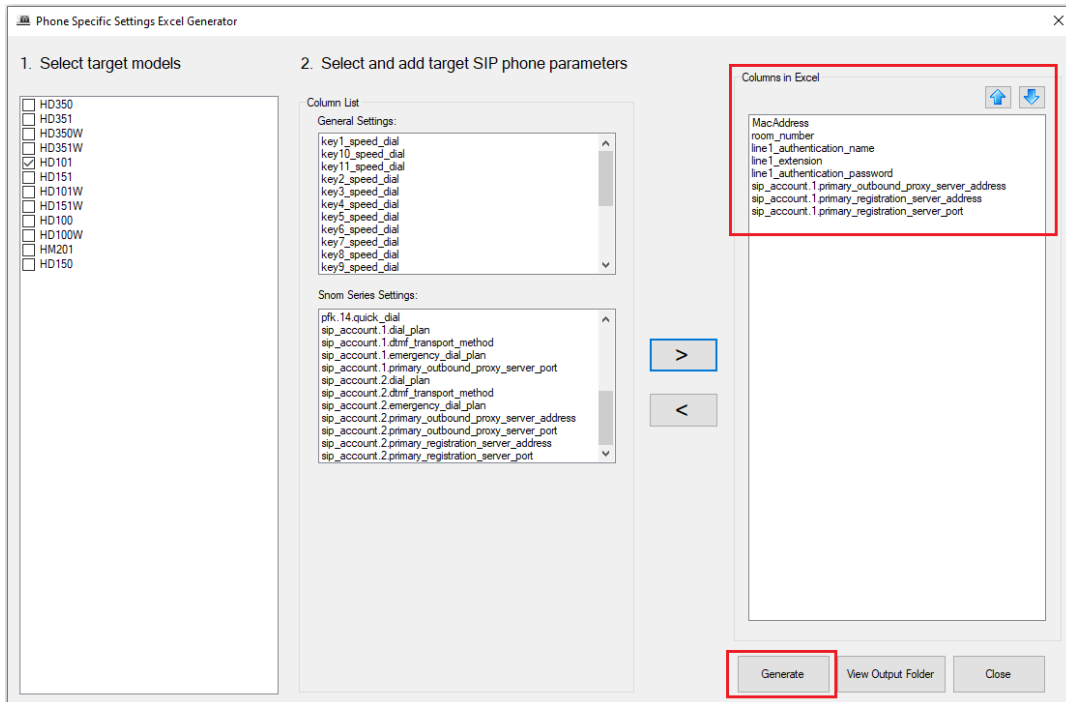 Phone Specific Settings Excel Generator
1. Select target models
HD350
HD351
HD350W
HD351W
HD101
HD151
HD101W
HD151W
HD100
HD100W
HM201
HD150
2. Select and add target SIP phone parameters
Column List
General Settings:
key1_speed_dial
key10_speed_dial
key11_speed_dial
key2_speed_dial
key3_speed_dial
key4_speed_dial
key5_speed_dial
key6_speed_dial
key7_speed_dial
key8_speed_dial
key9_speed_dial
Snom Series Settings:
pfk.14.quick_dial
sip_account.1.dial_plan
sip_account.1.dtmf_transport_method
sip_account.1.emergency_dial_plan
sip_account.1.primary_outbound_proxy_server_port
sip_account.2.dial_plan
sip_account.2.dtmf_transport_method
sip_account.2.emergency_dial_plan
sip_account.2.primary_outbound_proxy_server_address
sip_account.2.primary_outbound_proxy_server_port
sip_account.2.primary_registration_server_address
sip_account.2.primary_registration_server_port
>
<
Columns in Excel
MacAddress
room_number
line1_authentication_name
line1_extension
line1_authentication_password
sip_account.1.primary_outbound_proxy_server_address
sip_account.1.primary_registration_server_address
sip_account.1.primary_registration_server_port
Generate
View Output Folder
Close